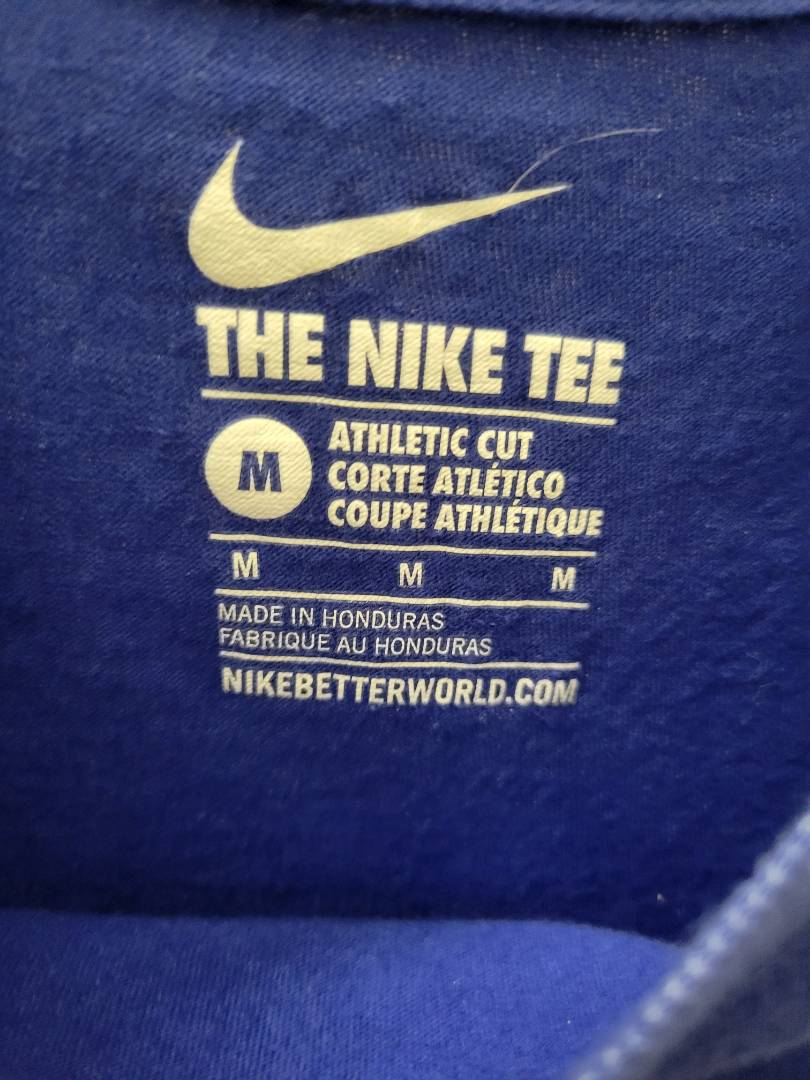 THE NIKE TEE
M
ATHLETIC CUT
CORTE ATLÉTICO
COUPE ATHLÉTIQUE
M M M
MADE IN HONDURAS
FABRIQUE AU HONDURAS
NIKEBETTERWORLD.COM